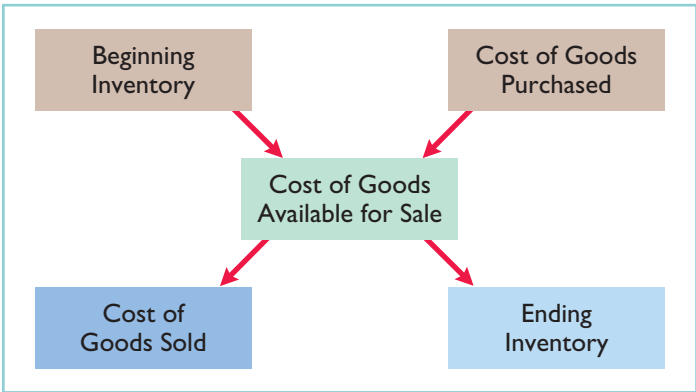 Beginning
Inventory
Cost of Goods
Purchased
Cost of Goods
Available for Sale
Cost of
Goods Sold
Ending
Inventory